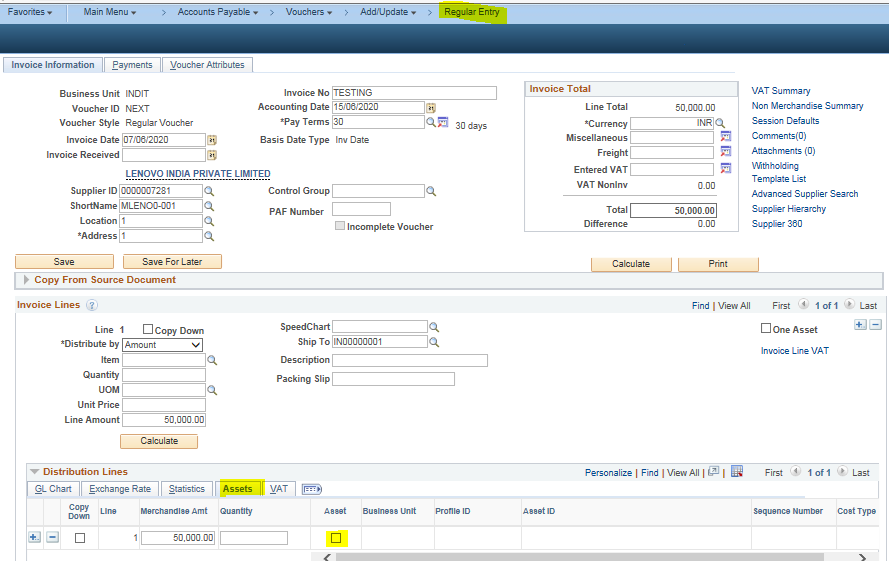 Favorites Main Menu > Accounts Payable > Vouchers > Add/Update > Regular Entry
Invoice Information Payments Voucher Attributes
Business Unit INDIT
Voucher ID NEXT
Voucher Style Regular Voucher
Invoice Date 07/06/2020
Invoice Received
Invoice No TESTING
Accounting Date 15/06/2020
*Pay Terms 30 30 days
Basis Date Type Inv Date
LENOVO INDIA PRIVATE LIMITED
Supplier ID 0000007281
ShortName MLENO0-001
Location 1
*Address 1
Control Group
PAF Number
Incomplete Voucher
Invoice Total
Line Total 50,000.00
*Currency INR
Miscellaneous
Freight
Entered VAT
VAT NonInv 0.00
Total 50,000.00
Difference 0.00
VAT Summary
Non Merchandise Summary
Session Defaults
Comments(0)
Attachments (0)
Withholding
Template List
Advanced Supplier Search
Supplier Hierarchy
Supplier 360
Save Save For Later Calculate Print
Copy From Source Document
Invoice Lines ? Find | View All First 1 of 1 Last
Line 1 Copy Down
*Distribute by Amount
Item
Quantity
UOM
Unit Price
Line Amount 50,000.00
Calculate
SpeedChart
Ship To IN00000001
Description
Packing Slip
One Asset
Invoice Line VAT
Distribution Lines Personalize | Find | View All | | First 1 of 1 Last
GL Chart Exchange Rate Statistics Assets VAT
Copy Down Line Merchandise Amt Quantity Asset Business Unit Profile ID Asset ID Sequence Number Cost Type
1 50,000.00